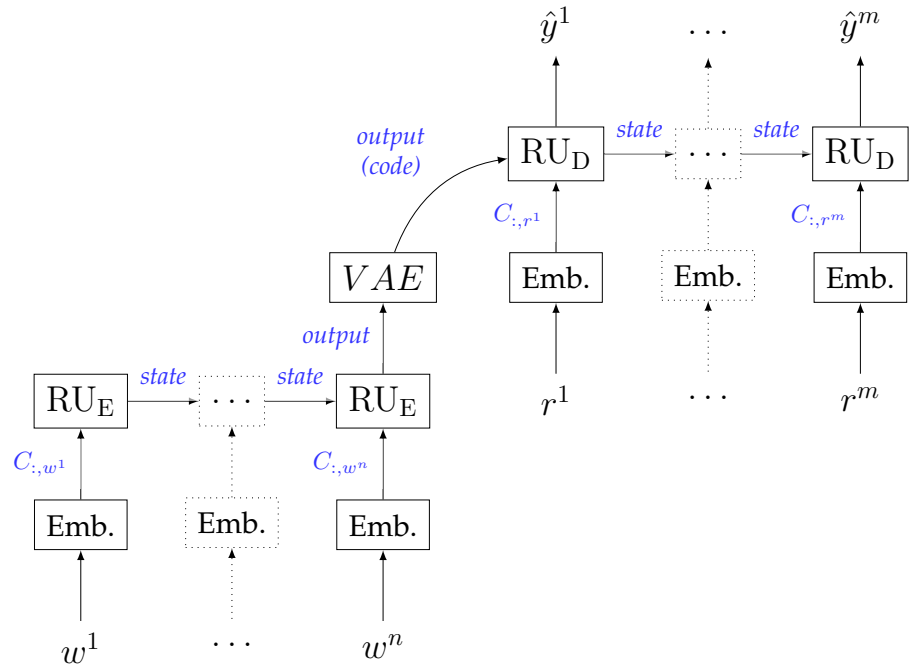 ŷ¹ ⋯ ŷᵐ
output
(code)
RU_D state ⋯ state RU_D
C_{:,r¹} C_{:,rᵐ}
VAE Emb. Emb. Emb.
output
r¹ ⋯ rᵐ
RU_E state ⋯ state RU_E
C_{:,w¹} C_{:,wⁿ}
Emb. Emb. Emb.
w¹ ⋯ wⁿ